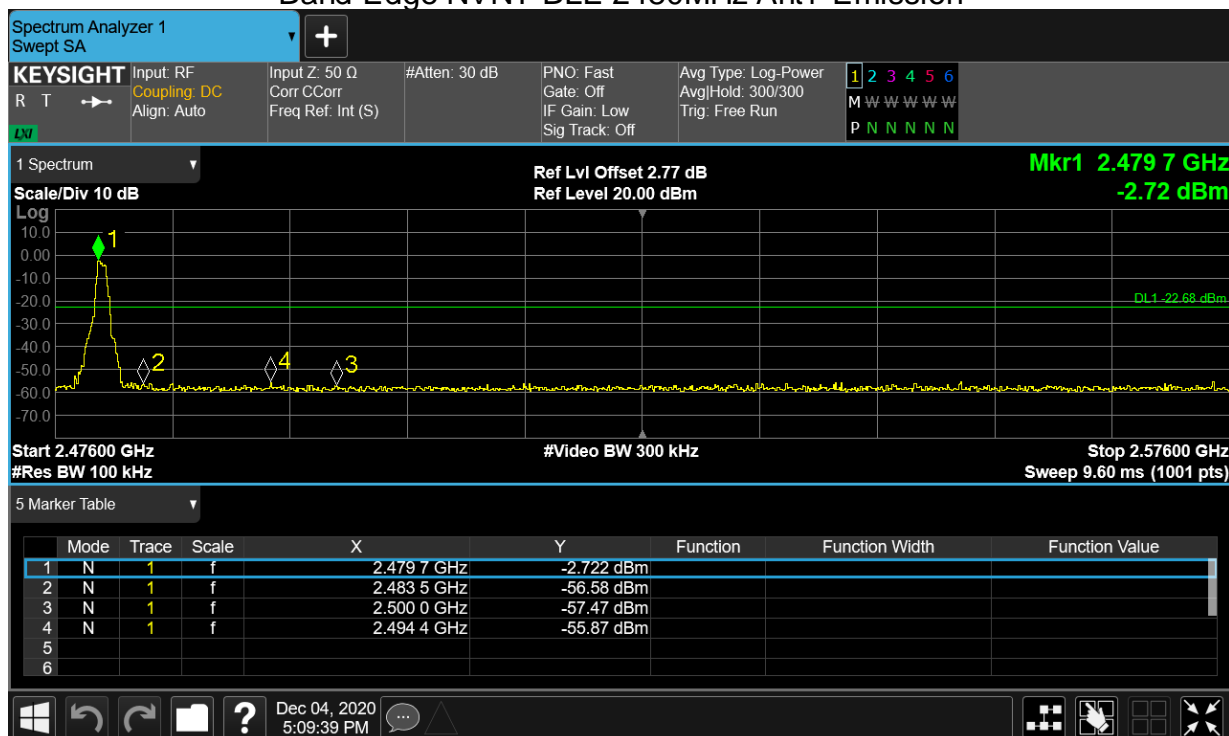 Band Edge NVNT BLE 2480MHz Ant1 Emission
Spectrum Analyzer 1
Swept SA
KEYSIGHT
R T
LXI
Input: RF
Coupling: DC
Align: Auto
Input Z: 50 Ω
Corr CCorr
Freq Ref: Int (S)
#Atten: 30 dB
PNO: Fast
Gate: Off
IF Gain: Low
Sig Track: Off
Avg Type: Log-Power
Avg|Hold: 300/300
Trig: Free Run
1 2 3 4 5 6
M W W W W W
P N N N N N
1 Spectrum
Scale/Div 10 dB
Ref Lvl Offset 2.77 dB
Ref Level 20.00 dBm
Mkr1 2.479 7 GHz
-2.72 dBm
Log
10.0
0.00
-10.0
-20.0
-30.0
-40.0
-50.0
-60.0
-70.0
1
2
4
3
DL1 -22.68 dBm
Start 2.47600 GHz
#Res BW 100 kHz
#Video BW 300 kHz
Stop 2.57600 GHz
Sweep 9.60 ms (1001 pts)
5 Marker Table
Mode Trace Scale X Y Function Function Width Function Value
1 N 1 f 2.479 7 GHz -2.722 dBm
2 N 1 f 2.483 5 GHz -56.58 dBm
3 N 1 f 2.500 0 GHz -57.47 dBm
4 N 1 f 2.494 4 GHz -55.87 dBm
5
6
?
Dec 04, 2020
5:09:39 PM